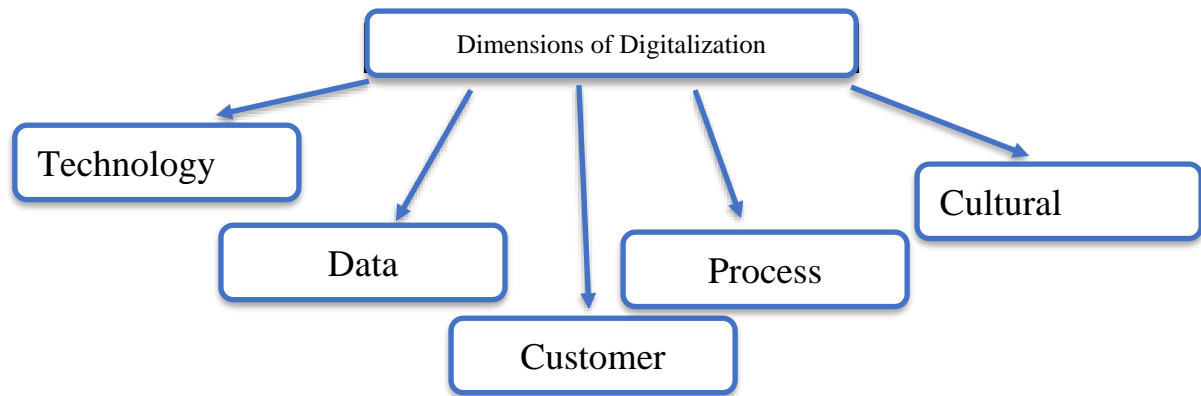 Dimensions of Digitalization
Technology
Data
Customer
Process
Cultural